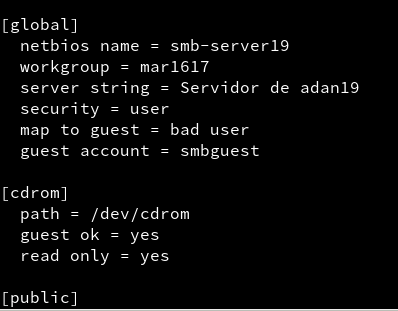 [global]
netbios name = smb-server19
workgroup = mar1617
server string = Servidor de adan19
security = user
map to guest = bad user
guest account = smbguest
[cdrom]
path = /dev/cdrom
guest ok = yes
read only = yes
[public]